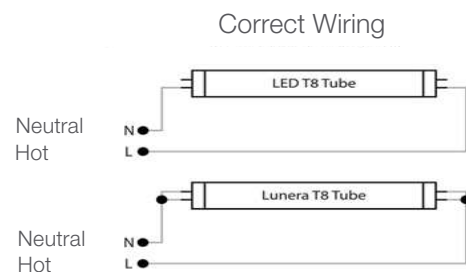 Correct Wiring
LED T8 Tube
Neutral N
Hot L
Lunera T8 Tube
Neutral N
Hot L